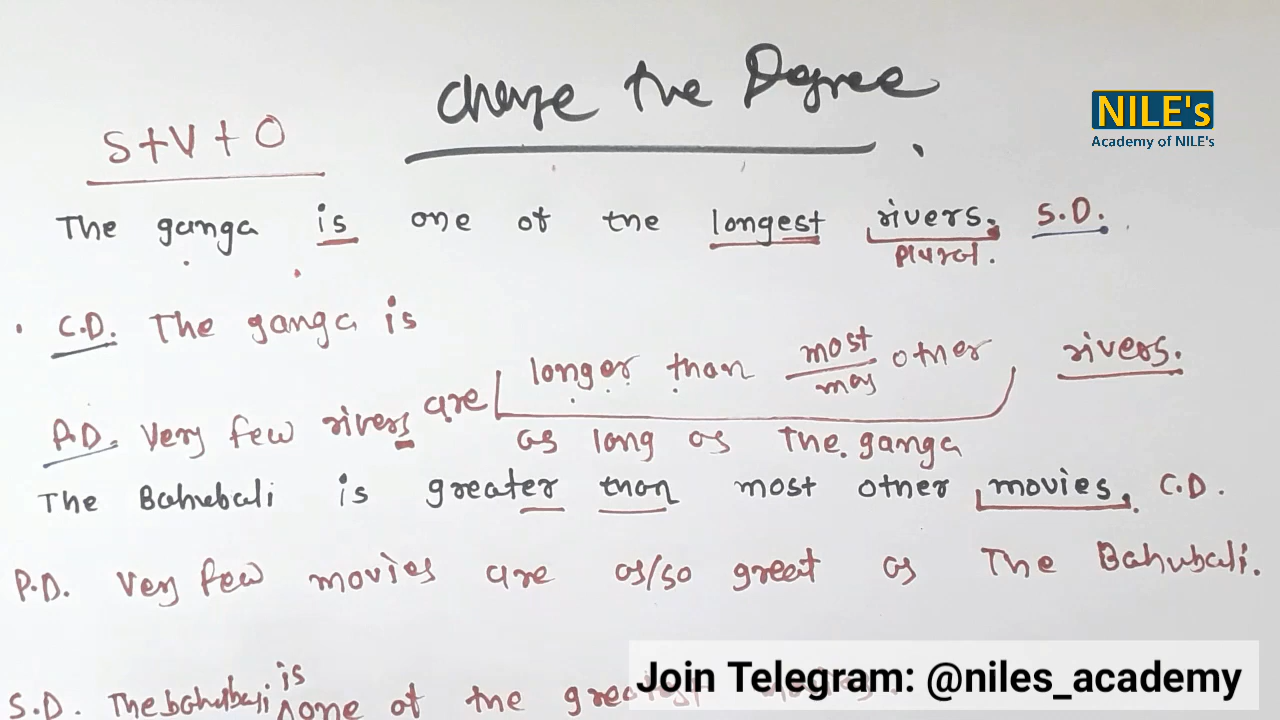 Change the Degree.
NILE's
Academy of NILE's
S+V+O
The ganga is one of the longest rivers. S.D.
plural.
C.D. The ganga is
longer than most other rivers.
many
P.D. Very few rivers are
as long as The ganga
The Bahubali is greater than most other movies. C.D.
P.D. Very few movies are as/so great as The Bahubali.
is
S.D. The bahubali one of the greatest
Join Telegram: @niles_academy